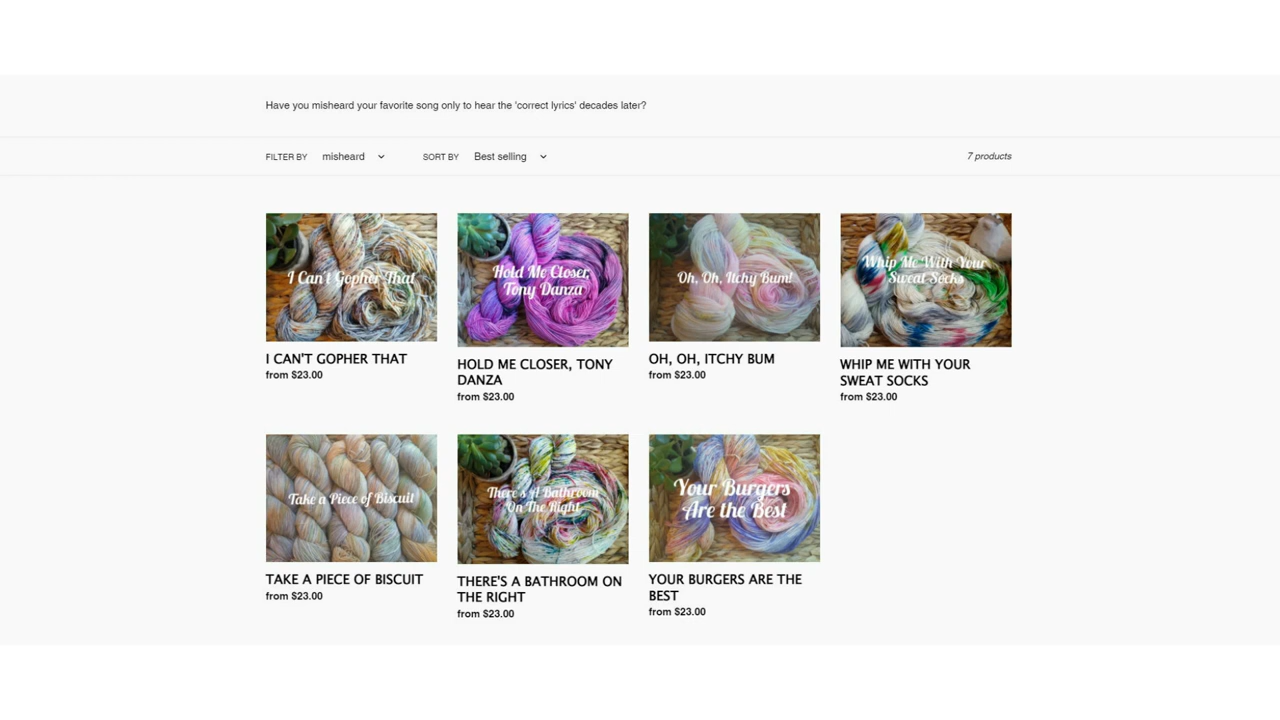 Have you misheard your favorite song only to hear the 'correct lyrics' decades later?
FILTER BY misheard SORT BY Best selling 7 products
I Can't Gopher That
Hold Me Closer,
Tony Danza
Oh, Oh, Itchy Bum!
Whip Me With Your
Sweat Socks
I CAN'T GOPHER THAT
from $23.00
HOLD ME CLOSER, TONY
DANZA
from $23.00
OH, OH, ITCHY BUM
from $23.00
WHIP ME WITH YOUR
SWEAT SOCKS
from $23.00
Take a Piece of Biscuit
There's A Bathroom
On The Right
Your Burgers
Are the Best
TAKE A PIECE OF BISCUIT
from $23.00
THERE'S A BATHROOM ON
THE RIGHT
from $23.00
YOUR BURGERS ARE THE
BEST
from $23.00